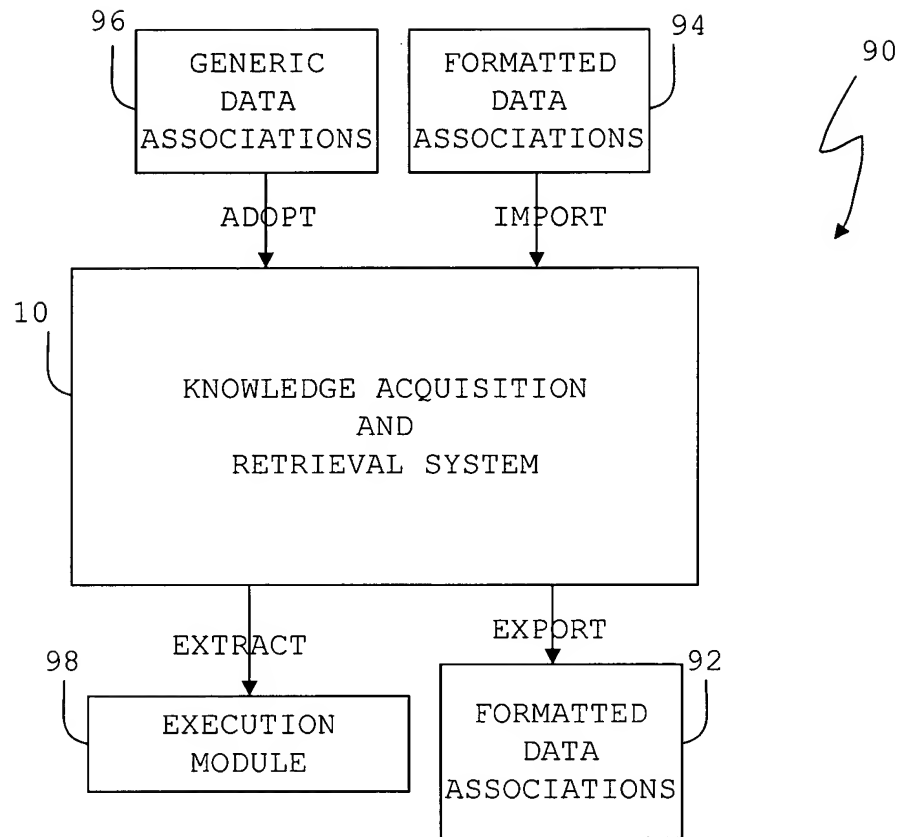 96
GENERIC
DATA
ASSOCIATIONS
94
FORMATTED
DATA
ASSOCIATIONS
90
ADOPT
IMPORT
10
KNOWLEDGE ACQUISITION
AND
RETRIEVAL SYSTEM
EXTRACT
EXPORT
98
EXECUTION
MODULE
92
FORMATTED
DATA
ASSOCIATIONS